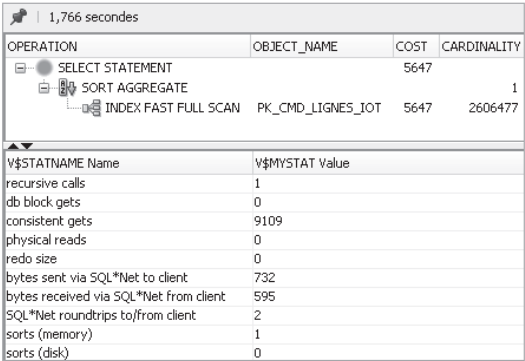 1,766 secondes
OPERATION OBJECT_NAME COST CARDINALITY
SELECT STATEMENT 5647
SORT AGGREGATE 1
INDEX FAST FULL SCAN PK_CMD_LIGNES_IOT 5647 2606477
V$STATNAME Name V$MYSTAT Value
recursive calls 1
db block gets 0
consistent gets 9109
physical reads 0
redo size 0
bytes sent via SQL*Net to client 732
bytes received via SQL*Net from client 595
SQL*Net roundtrips to/from client 2
sorts (memory) 1
sorts (disk) 0